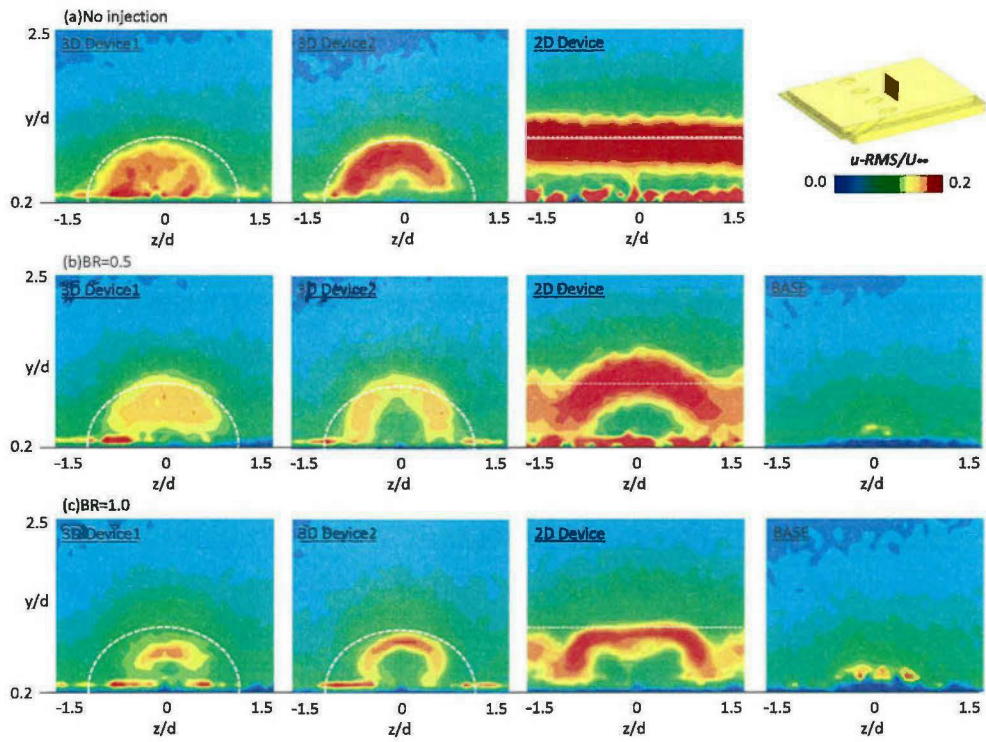 (a)No injection
2.5
3D Device1
3D Device2
2D Device
y/d
u-RMS/U∞
0.0
0.2
0.2
-1.5
0
1.5
-1.5
0
1.5
-1.5
0
1.5
z/d
z/d
z/d
(b)BR=0.5
2.5
3D Device1
3D Device2
2D Device
BASE
y/d
0.2
-1.5
0
1.5
-1.5
0
1.5
-1.5
0
1.5
-1.5
0
1.5
z/d
z/d
z/d
z/d
(c)BR=1.0
2.5
3D Device1
3D Device2
2D Device
BASE
y/d
0.2
-1.5
0
1.5
-1.5
0
1.5
-1.5
0
1.5
-1.5
0
1.5
z/d
z/d
z/d
z/d